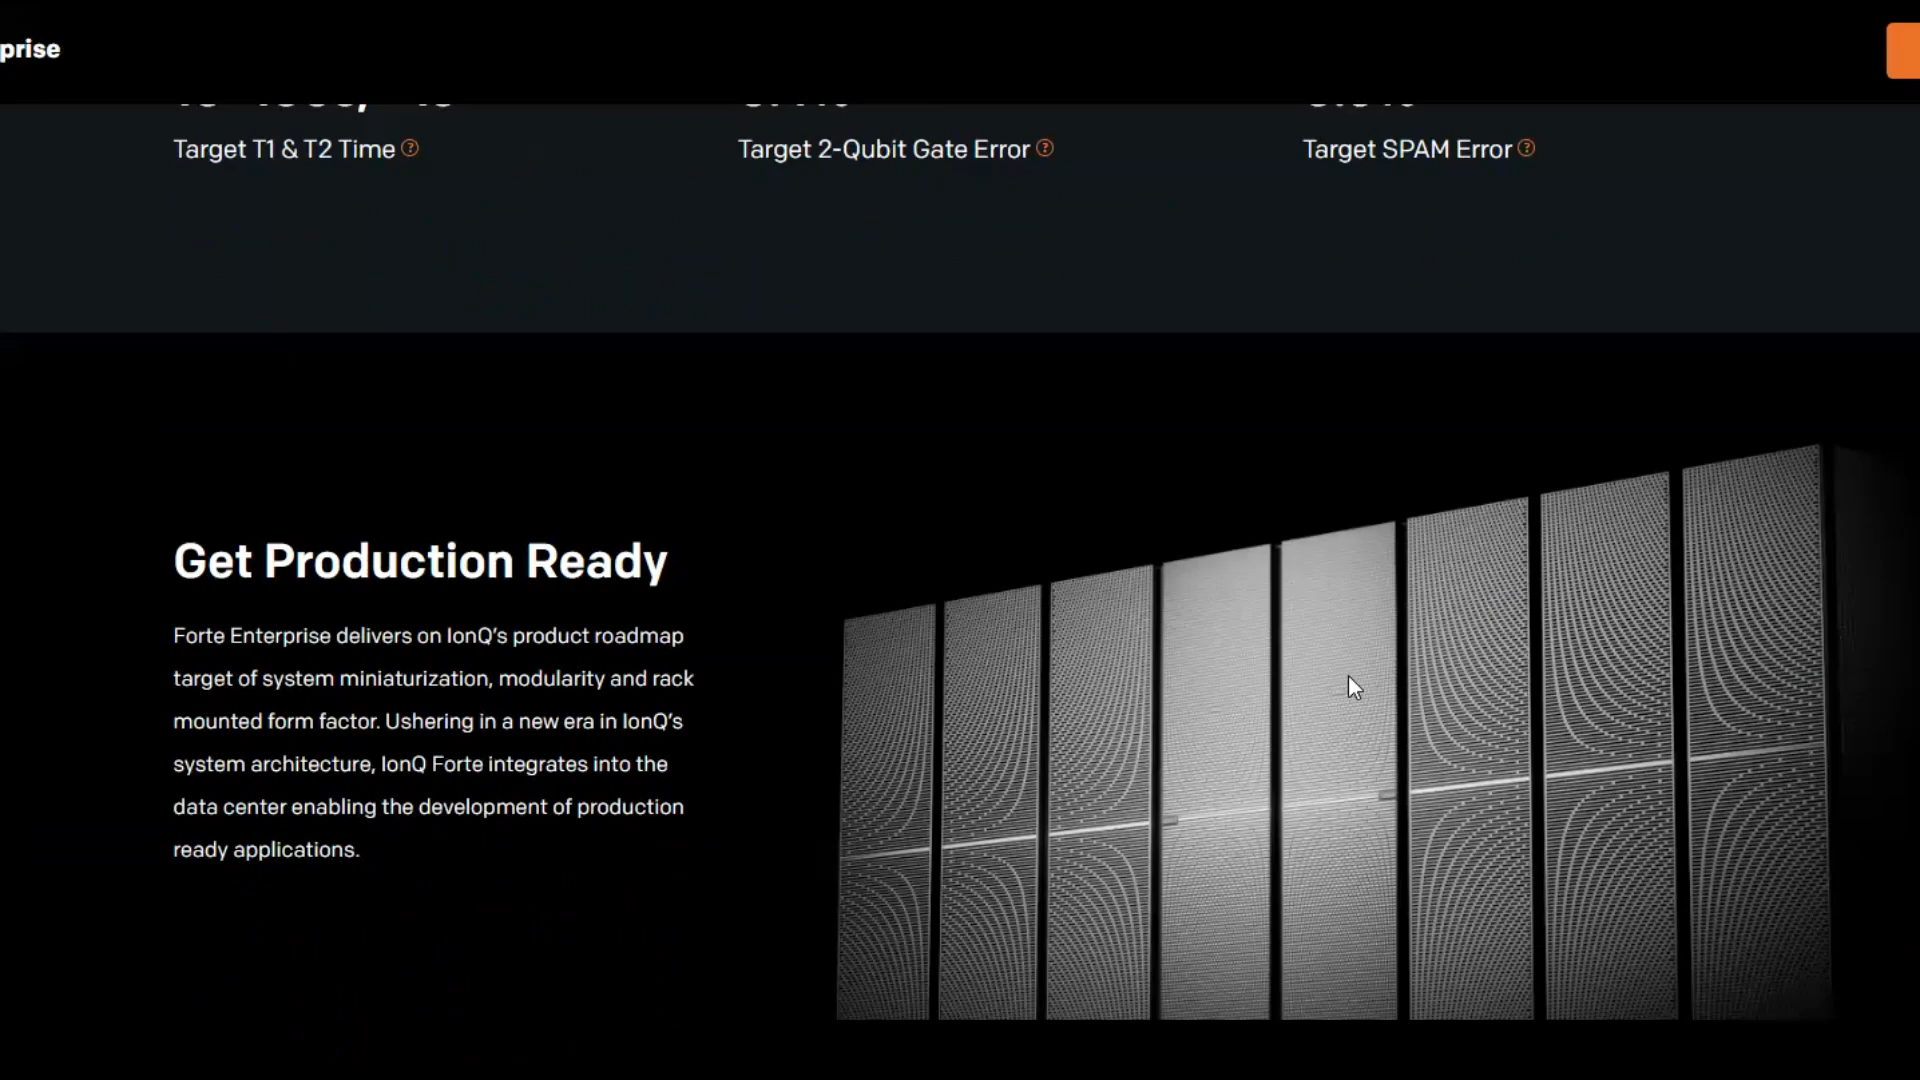 prise
Target T1 & T2 Time
Target 2-Qubit Gate Error
Target SPAM Error
Get Production Ready
Forte Enterprise delivers on IonQ's product roadmap
target of system miniaturization, modularity and rack
mounted form factor. Ushering in a new era in IonQ's
system architecture, IonQ Forte integrates into the
data center enabling the development of production
ready applications.